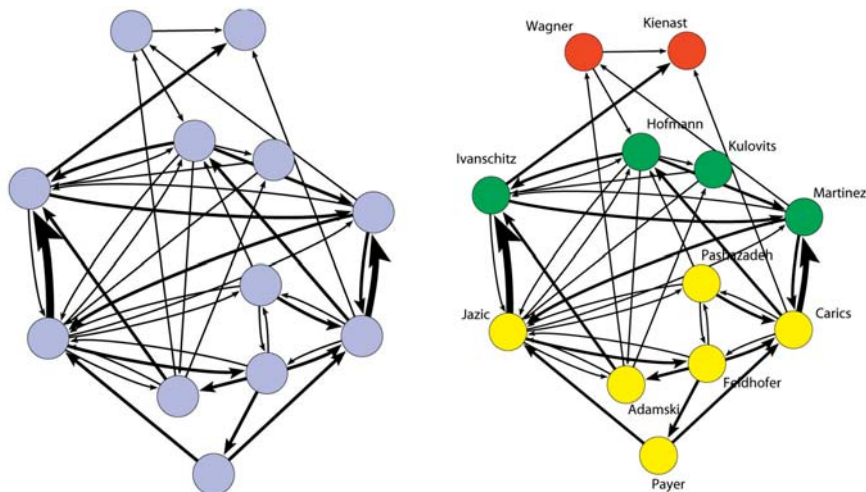 Wagner
Kienast
Hofmann
Kulovits
Ivanschitz
Martinez
Pashazadeh
Jazic
Carics
Feldhofer
Adamski
Payer